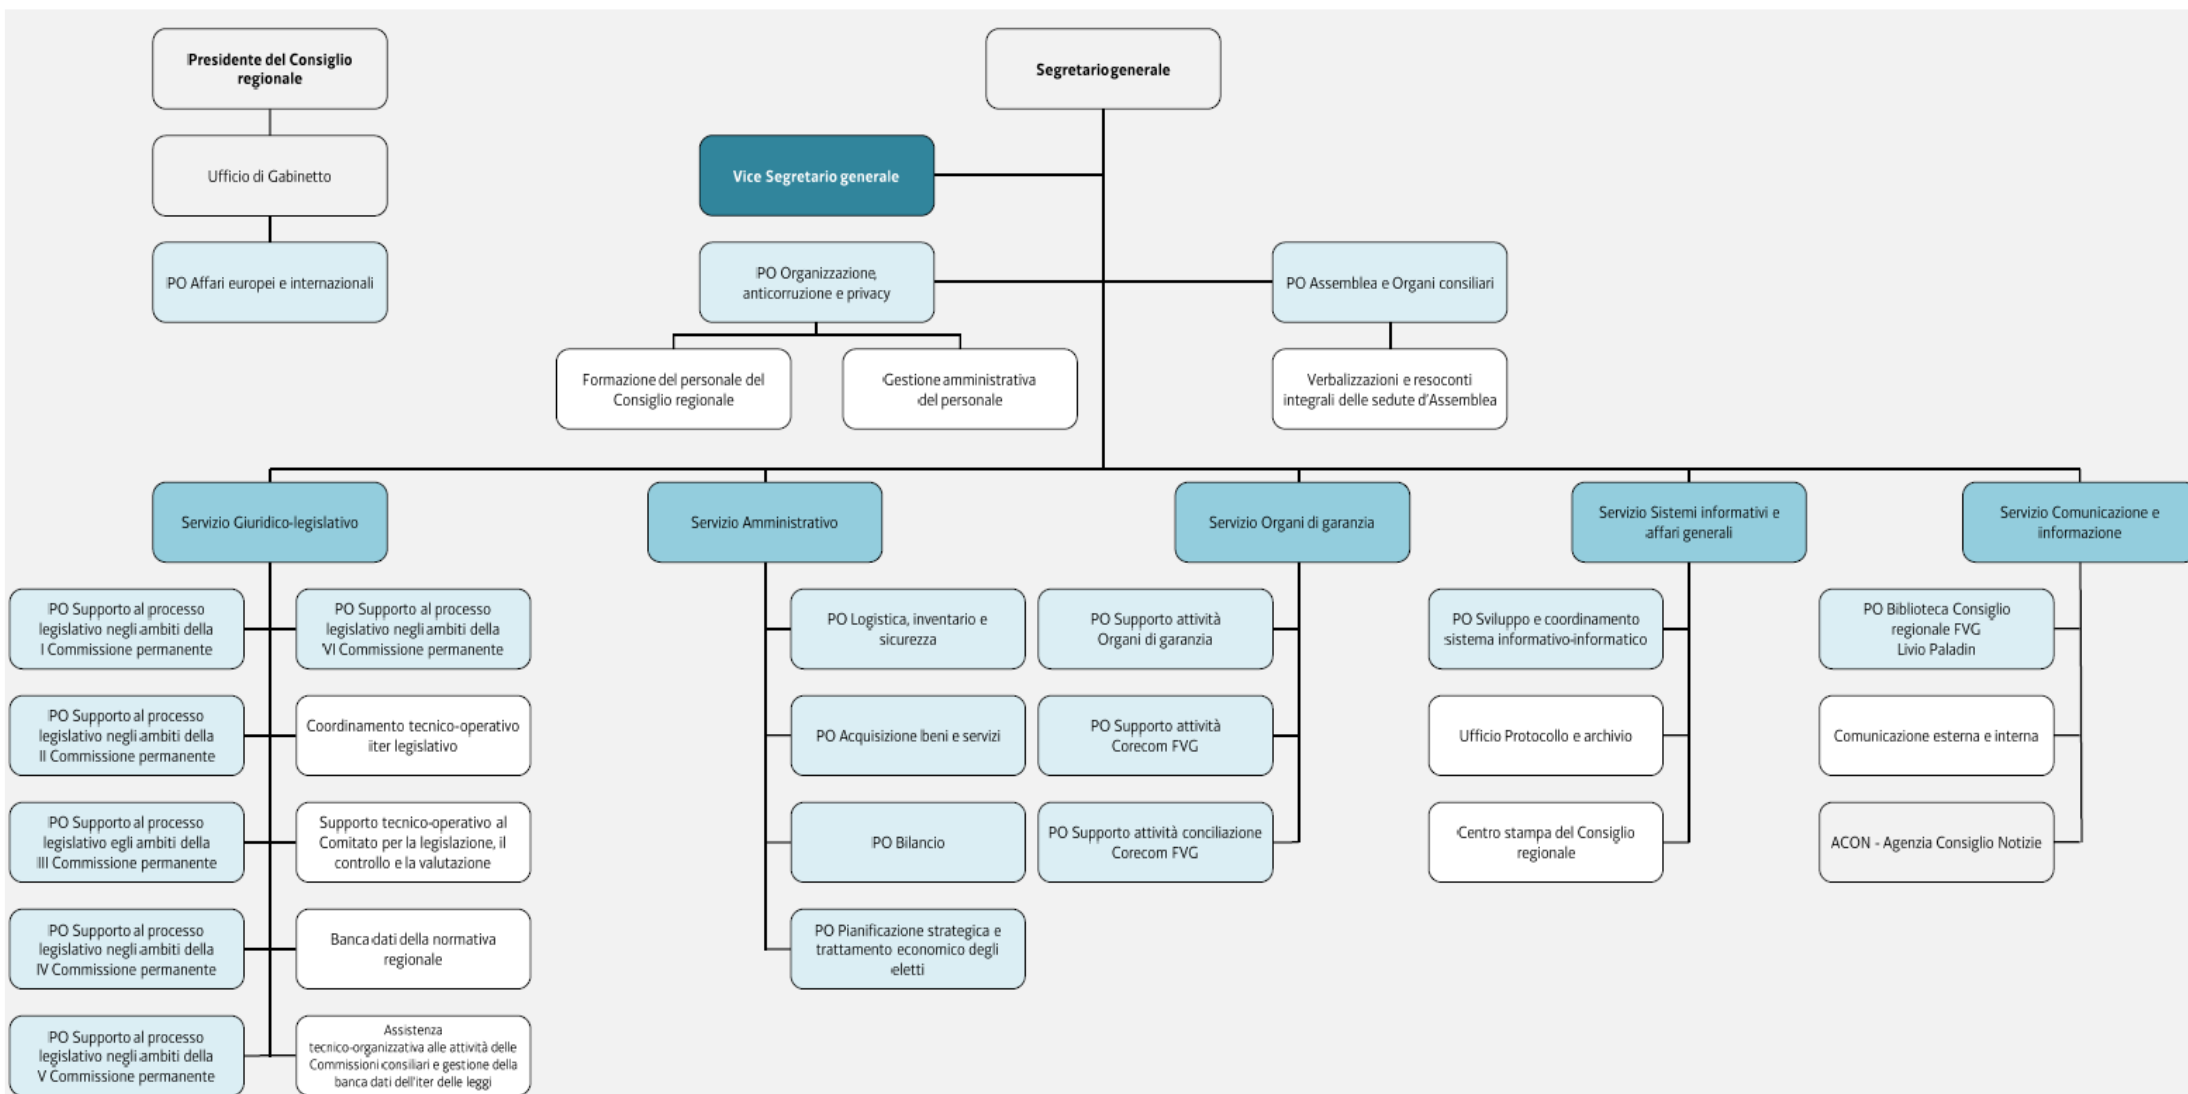 Presidente del Consiglio
regionale
Segretario generale
Ufficio di Gabinetto
Vice Segretario generale
PO Affari europei e internazionali
PO Organizzazione,
anticorruzione e privacy
PO Assemblea e Organi consiliari
Formazione del personale del
Consiglio regionale
Gestione amministrativa
del personale
Verbalizzazioni e resoconti
integrali delle sedute d'Assemblea
Servizio Giuridico-legislativo
Servizio Amministrativo
Servizio Organi di garanzia
Servizio Sistemi informativi e
affari generali
Servizio Comunicazione e
informazione
PO Supporto al processo
legislativo negli ambiti della
I Commissione permanente
PO Supporto al processo
legislativo negli ambiti della
VI Commissione permanente
PO Logistica, inventario e
sicurezza
PO Supporto attività
Organi di garanzia
PO Sviluppo e coordinamento
sistema informativo-informatico
PO Biblioteca Consiglio
regionale FVG
Livio Paladin
PO Supporto al processo
legislativo negli ambiti della
II Commissione permanente
Coordinamento tecnico-operativo
iter legislativo
PO Acquisizione beni e servizi
PO Supporto attività
Corecom FVG
Ufficio Protocollo e archivio
Comunicazione esterna e interna
PO Supporto al processo
legislativo egli ambiti della
III Commissione permanente
Supporto tecnico-operativo al
Comitato per la legislazione, il
controllo e la valutazione
PO Bilancio
PO Supporto attività conciliazione
Corecom FVG
Centro stampa del Consiglio
regionale
ACON - Agenzia Consiglio Notizie
PO Supporto al processo
legislativo negli ambiti della
IV Commissione permanente
Banca dati della normativa
regionale
PO Pianificazione strategica e
trattamento economico degli
eletti
PO Supporto al processo
legislativo negli ambiti della
V Commissione permanente
Assistenza
tecnico-organizzativa alle attività delle
Commissioni consiliari e gestione della
banca dati dell'iter delle leggi